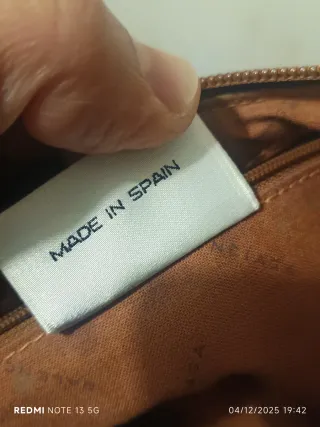 MADE IN SPAIN
REDMI NOTE 13 5G
04/12/2025 19:42